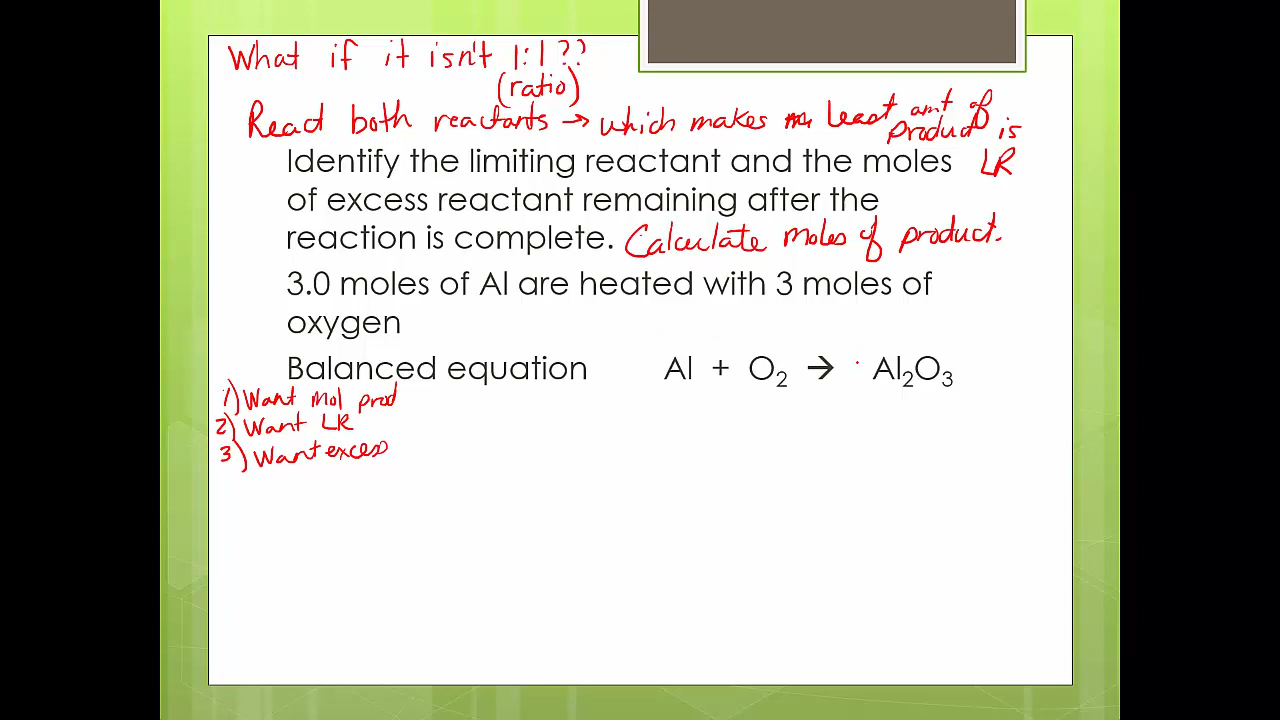 What if it isn't 1:1??
(ratio)
React both reactants → which makes the least amt of product is LR
Identify the limiting reactant and the moles
of excess reactant remaining after the
reaction is complete. Calculate moles of product.
3.0 moles of Al are heated with 3 moles of
oxygen
Balanced equation Al + O₂ → Al₂O₃
1) Want mol prod
2) Want LR
3) Want excess